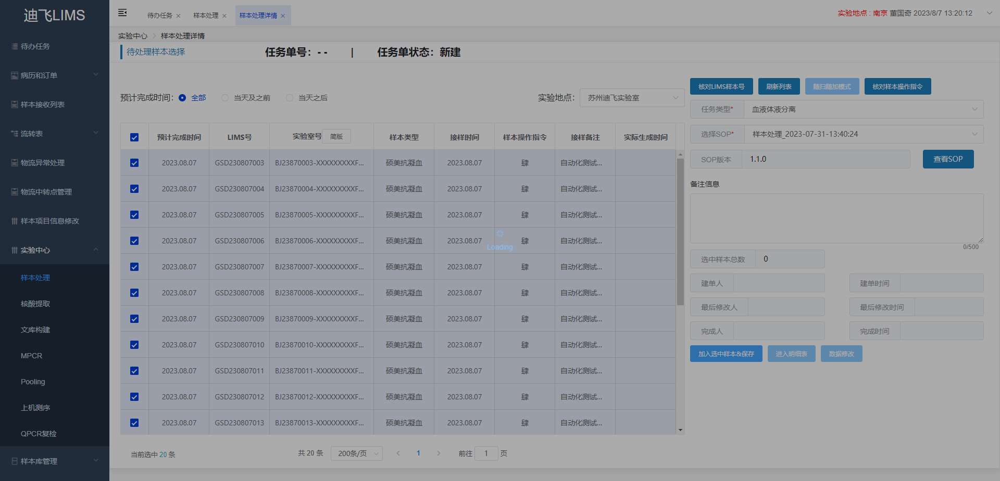 迪飞LIMS
待办任务
样本处理
样本处理详情
实验地点 : 南京 董国奇 2023/8/7 13:20:12
待办任务
病历和订单
样本接收列表
流转表
物流异常处理
物流中转点管理
样本项目信息修改
实验中心
样本处理
核酸提取
文库构建
MPCR
Pooling
上机测序
QPCR复检
样本库管理
实验中心 > 样本处理详情
待处理样本选择 任务单号：- - | 任务单状态：新建
预计完成时间： 全部 当天及之前 当天之后 实验地点： 苏州迪飞实验室
预计完成时间 LIMS号 实验室号 简版 样本类型 接样时间 样本操作指令 接样备注 实际生成时间
2023.08.07 GSD230807003 BJ23870003-XXXXXXXXXF... 硕美抗凝血 2023.08.07 肆 自动化测试...
2023.08.07 GSD230807004 BJ23870004-XXXXXXXXXF... 硕美抗凝血 2023.08.07 肆 自动化测试...
2023.08.07 GSD230807005 BJ23870005-XXXXXXXXXF... 硕美抗凝血 2023.08.07 肆 自动化测试...
2023.08.07 GSD230807006 BJ23870006-XXXXXXXXXF... 硕美抗凝血 2023.08.07 肆 自动化测试...
Loading
2023.08.07 GSD230807007 BJ23870007-XXXXXXXXXF... 硕美抗凝血 2023.08.07 肆 自动化测试...
2023.08.07 GSD230807008 BJ23870008-XXXXXXXXXF... 硕美抗凝血 2023.08.07 肆 自动化测试...
2023.08.07 GSD230807009 BJ23870009-XXXXXXXXXF... 硕美抗凝血 2023.08.07 肆 自动化测试...
2023.08.07 GSD230807010 BJ23870010-XXXXXXXXXF... 硕美抗凝血 2023.08.07 肆 自动化测试...
2023.08.07 GSD230807011 BJ23870011-XXXXXXXXXF... 硕美抗凝血 2023.08.07 肆 自动化测试...
2023.08.07 GSD230807012 BJ23870012-XXXXXXXXXF... 硕美抗凝血 2023.08.07 肆 自动化测试...
2023.08.07 GSD230807013 BJ23870013-XXXXXXXXXF... 硕美抗凝血 2023.08.07 肆 自动化测试...
当前选中 20 条 共 20 条 200条/页 < 1 > 前往 1 页
核对LIMS样本号 刷新列表 随扫随加模式 核对样本操作指令
任务类型* 血液体液分离
选择SOP* 样本处理_2023-07-31-13:40:24
SOP版本 1.1.0 查看SOP
备注信息
0/500
选中样本总数 0
建单人 建单时间
最后修改人 最后修改时间
完成人 完成时间
加入选中样本&保存 进入明细表 数据修改